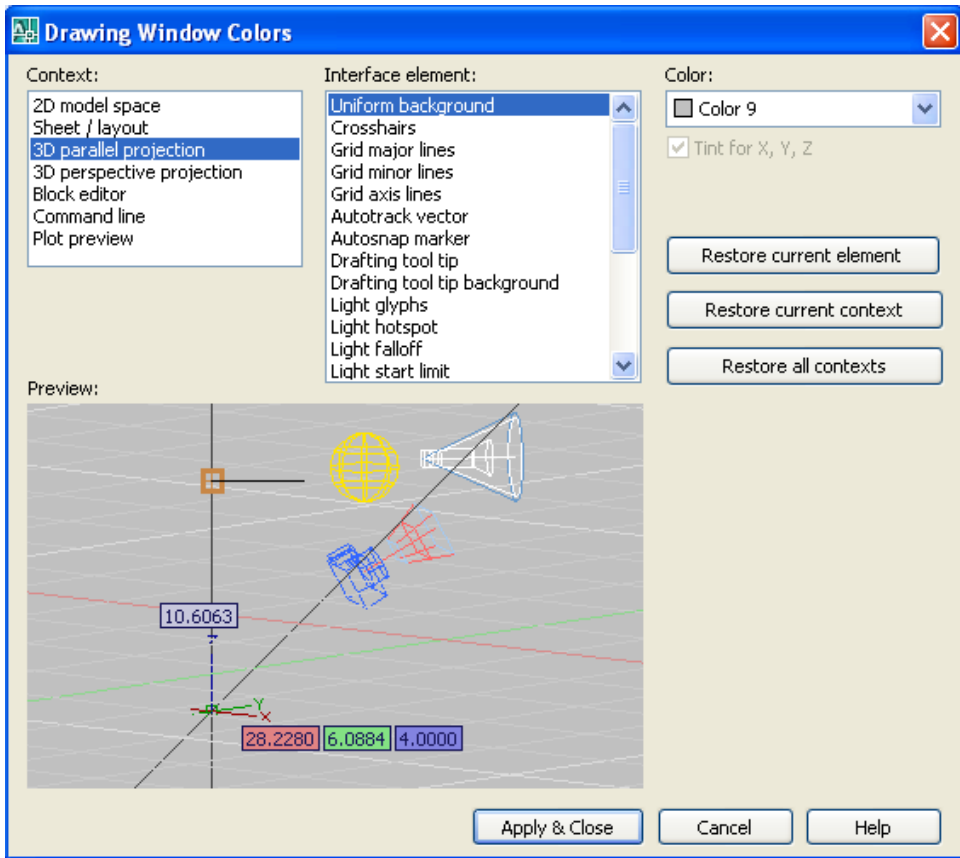 Drawing Window Colors
Context:
2D model space
Sheet / layout
3D parallel projection
3D perspective projection
Block editor
Command line
Plot preview
Interface element:
Uniform background
Crosshairs
Grid major lines
Grid minor lines
Grid axis lines
Autotrack vector
Autosnap marker
Drafting tool tip
Drafting tool tip background
Light glyphs
Light hotspot
Light falloff
Light start limit
Color:
Color 9
Tint for X, Y, Z
Restore current element
Restore current context
Restore all contexts
Preview:
10.6063
Y
X
28.2280 6.0884 4.0000
Apply & Close Cancel Help